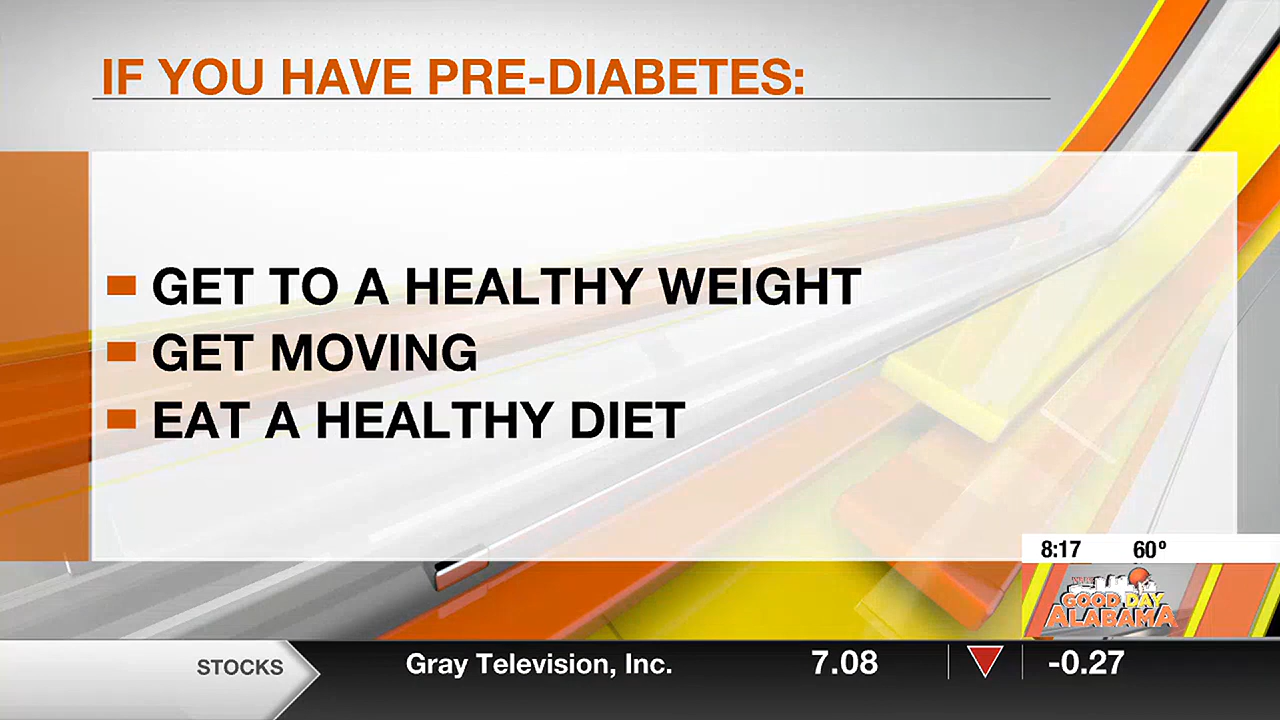 IF YOU HAVE PRE-DIABETES:
GET TO A HEALTHY WEIGHT
GET MOVING
EAT A HEALTHY DIET
8:17 60º
GOOD DAY
ALABAMA
STOCKS Gray Television, Inc. 7.08 -0.27